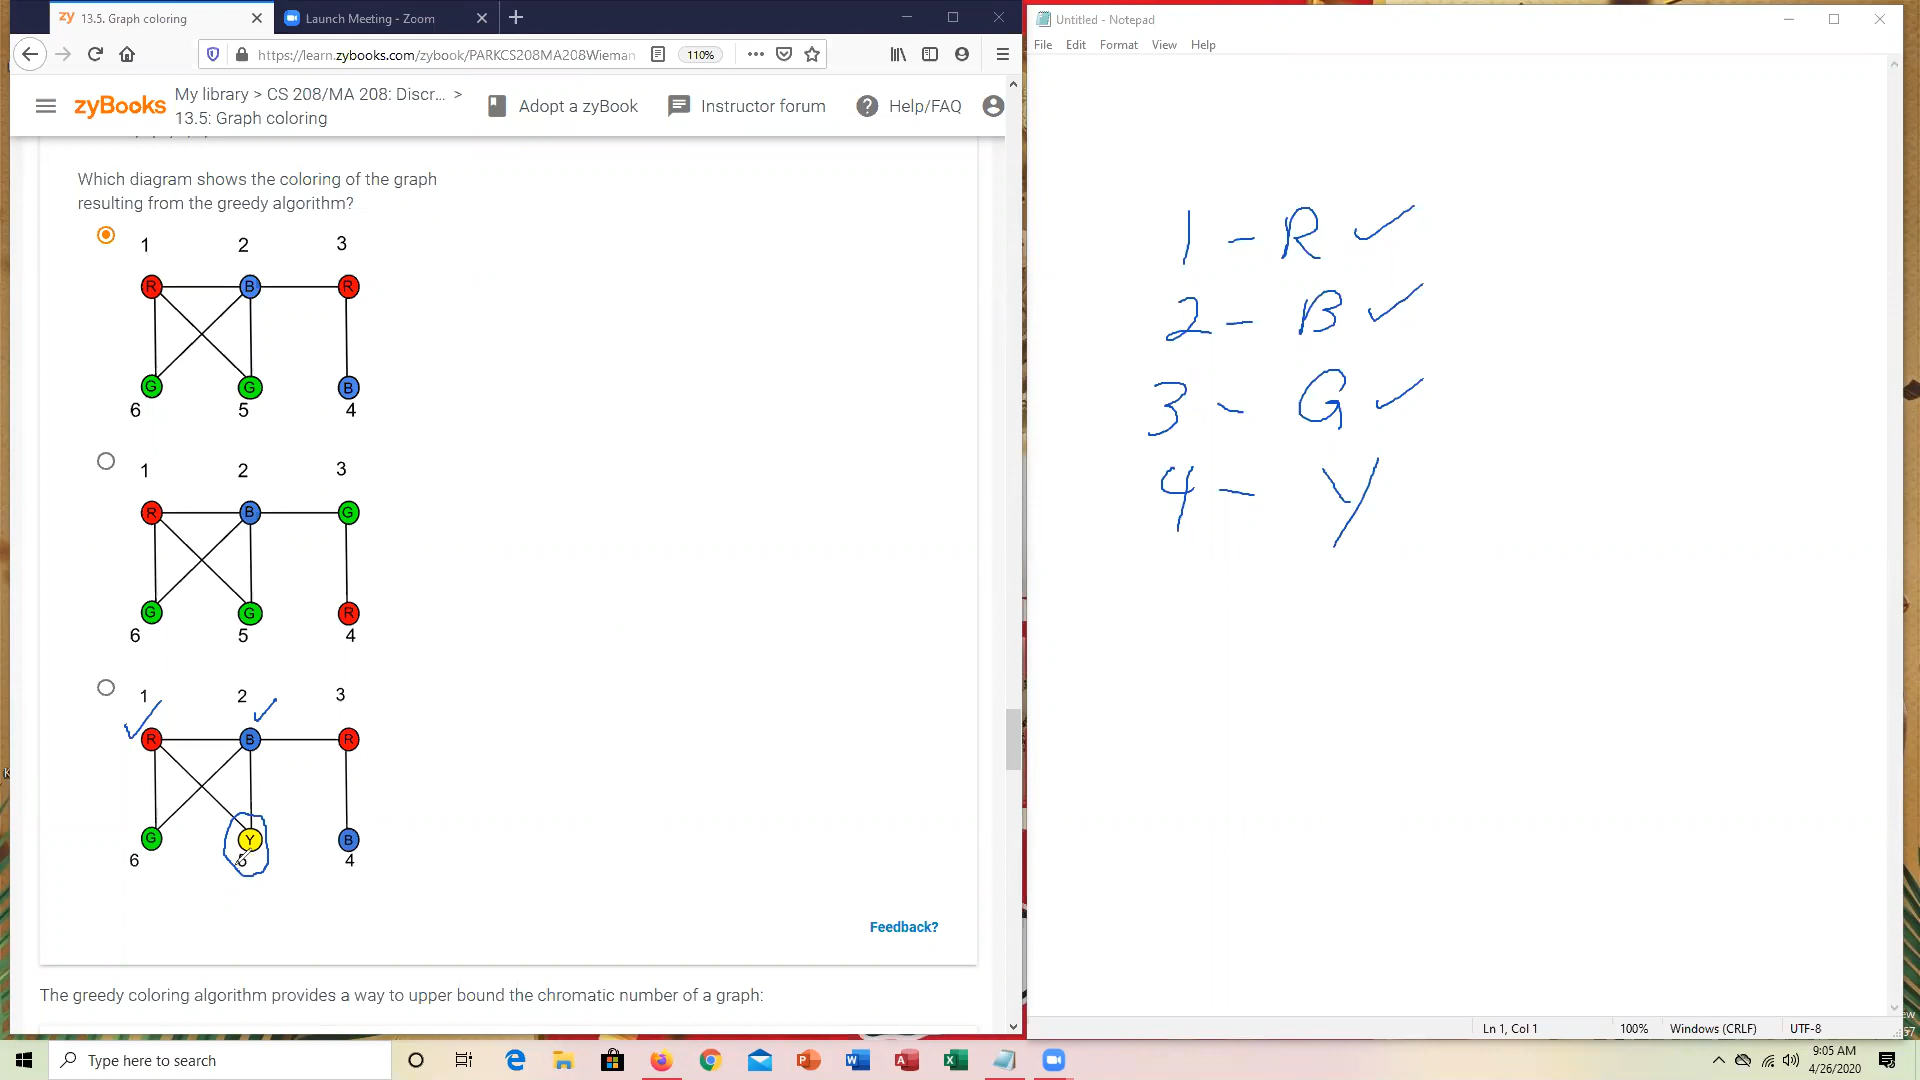 13.5. Graph coloring
Launch Meeting - Zoom
https://learn.zybooks.com/zybook/PARKCS208MA208Wieman
110%
zyBooks
My library > CS 208/MA 208: Discr... >
13.5: Graph coloring
Adopt a zyBook
Instructor forum
Help/FAQ
Which diagram shows the coloring of the graph
resulting from the greedy algorithm?
1 2 3
R B R
G G B
6 5 4
1 2 3
R B G
G G R
6 5 4
1 2 3
R B R
G Y B
6 5 4
Feedback?
The greedy coloring algorithm provides a way to upper bound the chromatic number of a graph:
Untitled - Notepad
File Edit Format View Help
1 - R ✓
2 - B ✓
3 - G ✓
4 - Y
Ln 1, Col 1 100% Windows (CRLF) UTF-8
Type here to search
9:05 AM
4/26/2020